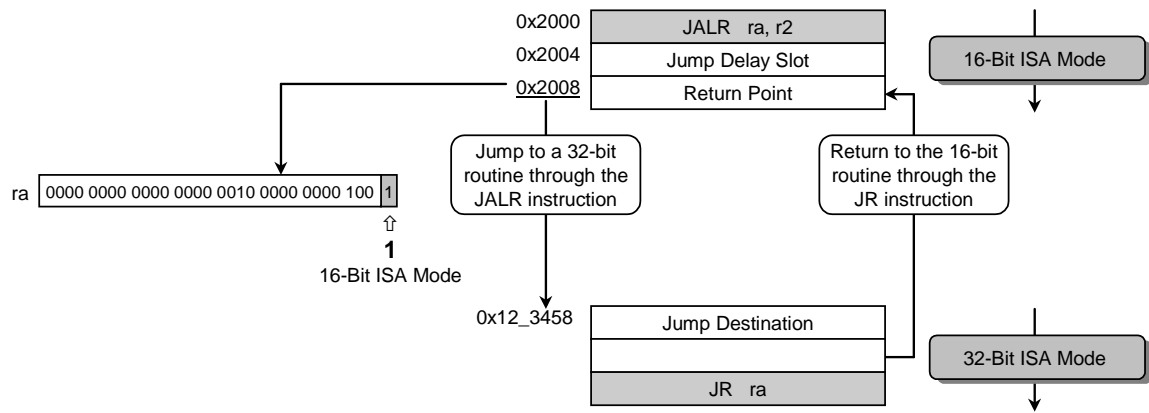 0x2000
JALR ra, r2
0x2004
Jump Delay Slot
0x2008
Return Point
16-Bit ISA Mode
Jump to a 32-bit
routine through the
JALR instruction
Return to the 16-bit
routine through the
JR instruction
ra
0000 0000 0000 0000 0010 0000 0000 100
1
⇧
1
16-Bit ISA Mode
0x12_3458
Jump Destination
32-Bit ISA Mode
JR ra